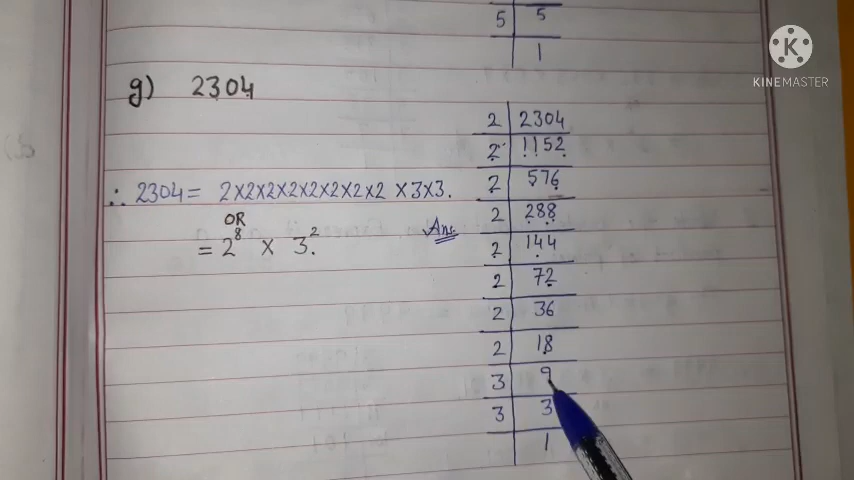 5 5
1
K
KINEMASTER
g) 2304
2 2304
2 1152
2 576
2 288
2 144
2 72
2 36
2 18
3 9
3 3
1
∴ 2304 = 2×2×2×2×2×2×2×2 ×3×3.
OR
= 2⁸ × 3².
Ans.